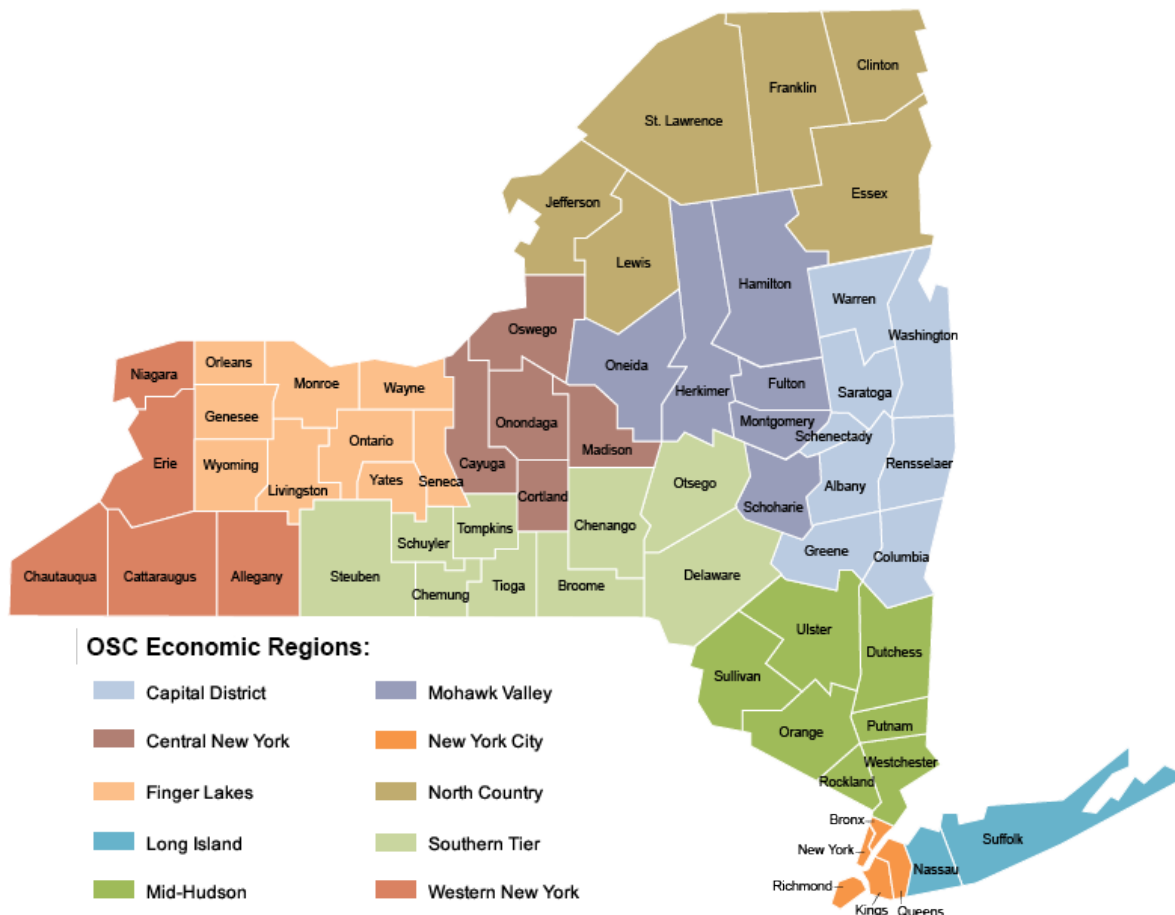 Clinton
Franklin
St. Lawrence
Essex
Jefferson
Lewis
Hamilton
Warren
Oswego
Washington
Orleans
Oneida
Niagara
Monroe
Wayne
Fulton
Herkimer
Saratoga
Genesee
Onondaga
Montgomery
Ontario
Schenectady
Madison
Erie
Wyoming
Cayuga
Rensselaer
Yates
Seneca
Otsego
Albany
Livingston
Cortland
Schoharie
Tompkins
Chenango
Schuyler
Greene
Columbia
Chautauqua
Cattaraugus
Allegany
Steuben
Delaware
Tioga
Broome
Chemung
Ulster
OSC Economic Regions:
Dutchess
Sullivan
Capital District
Mohawk Valley
Putnam
Orange
Central New York
New York City
Westchester
Rockland
Finger Lakes
North Country
Bronx
Suffolk
Long Island
Southern Tier
New York
Nassau
Richmond
Mid-Hudson
Western New York
Kings
Queens